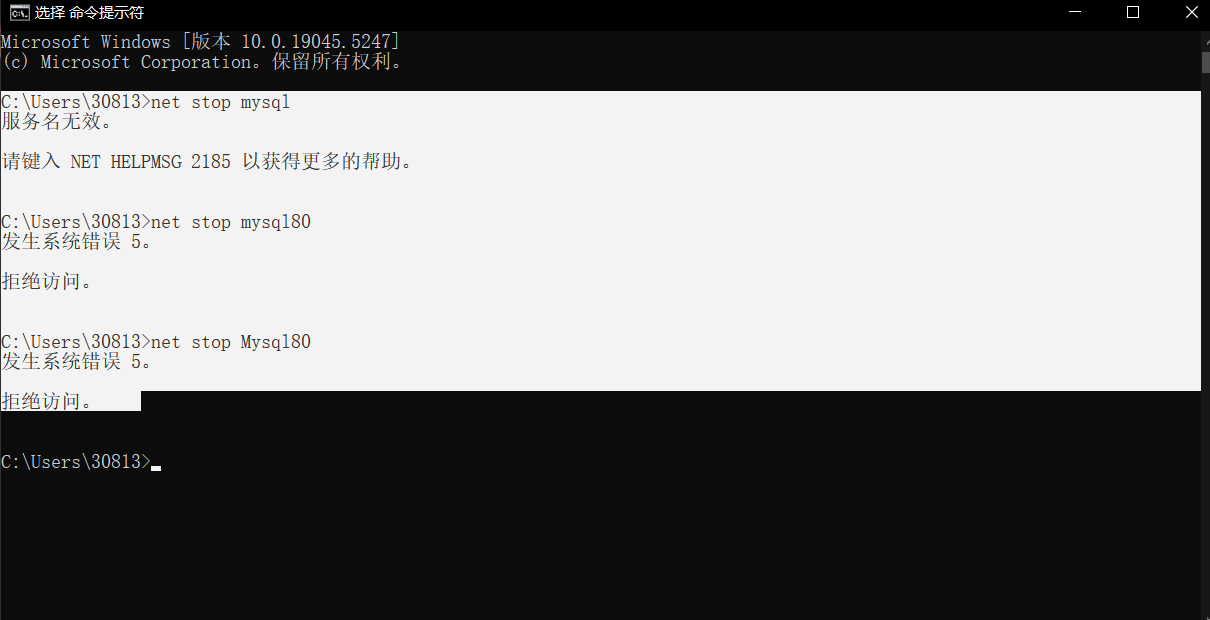 选择 命令提示符
Microsoft Windows [版本 10.0.19045.5247]
(c) Microsoft Corporation。保留所有权利。
C:\Users\30813>net stop mysql
服务名无效。
请键入 NET HELPMSG 2185 以获得更多的帮助。
C:\Users\30813>net stop mysql80
发生系统错误 5。
拒绝访问。
C:\Users\30813>net stop Mysql80
发生系统错误 5。
拒绝访问。
C:\Users\30813>